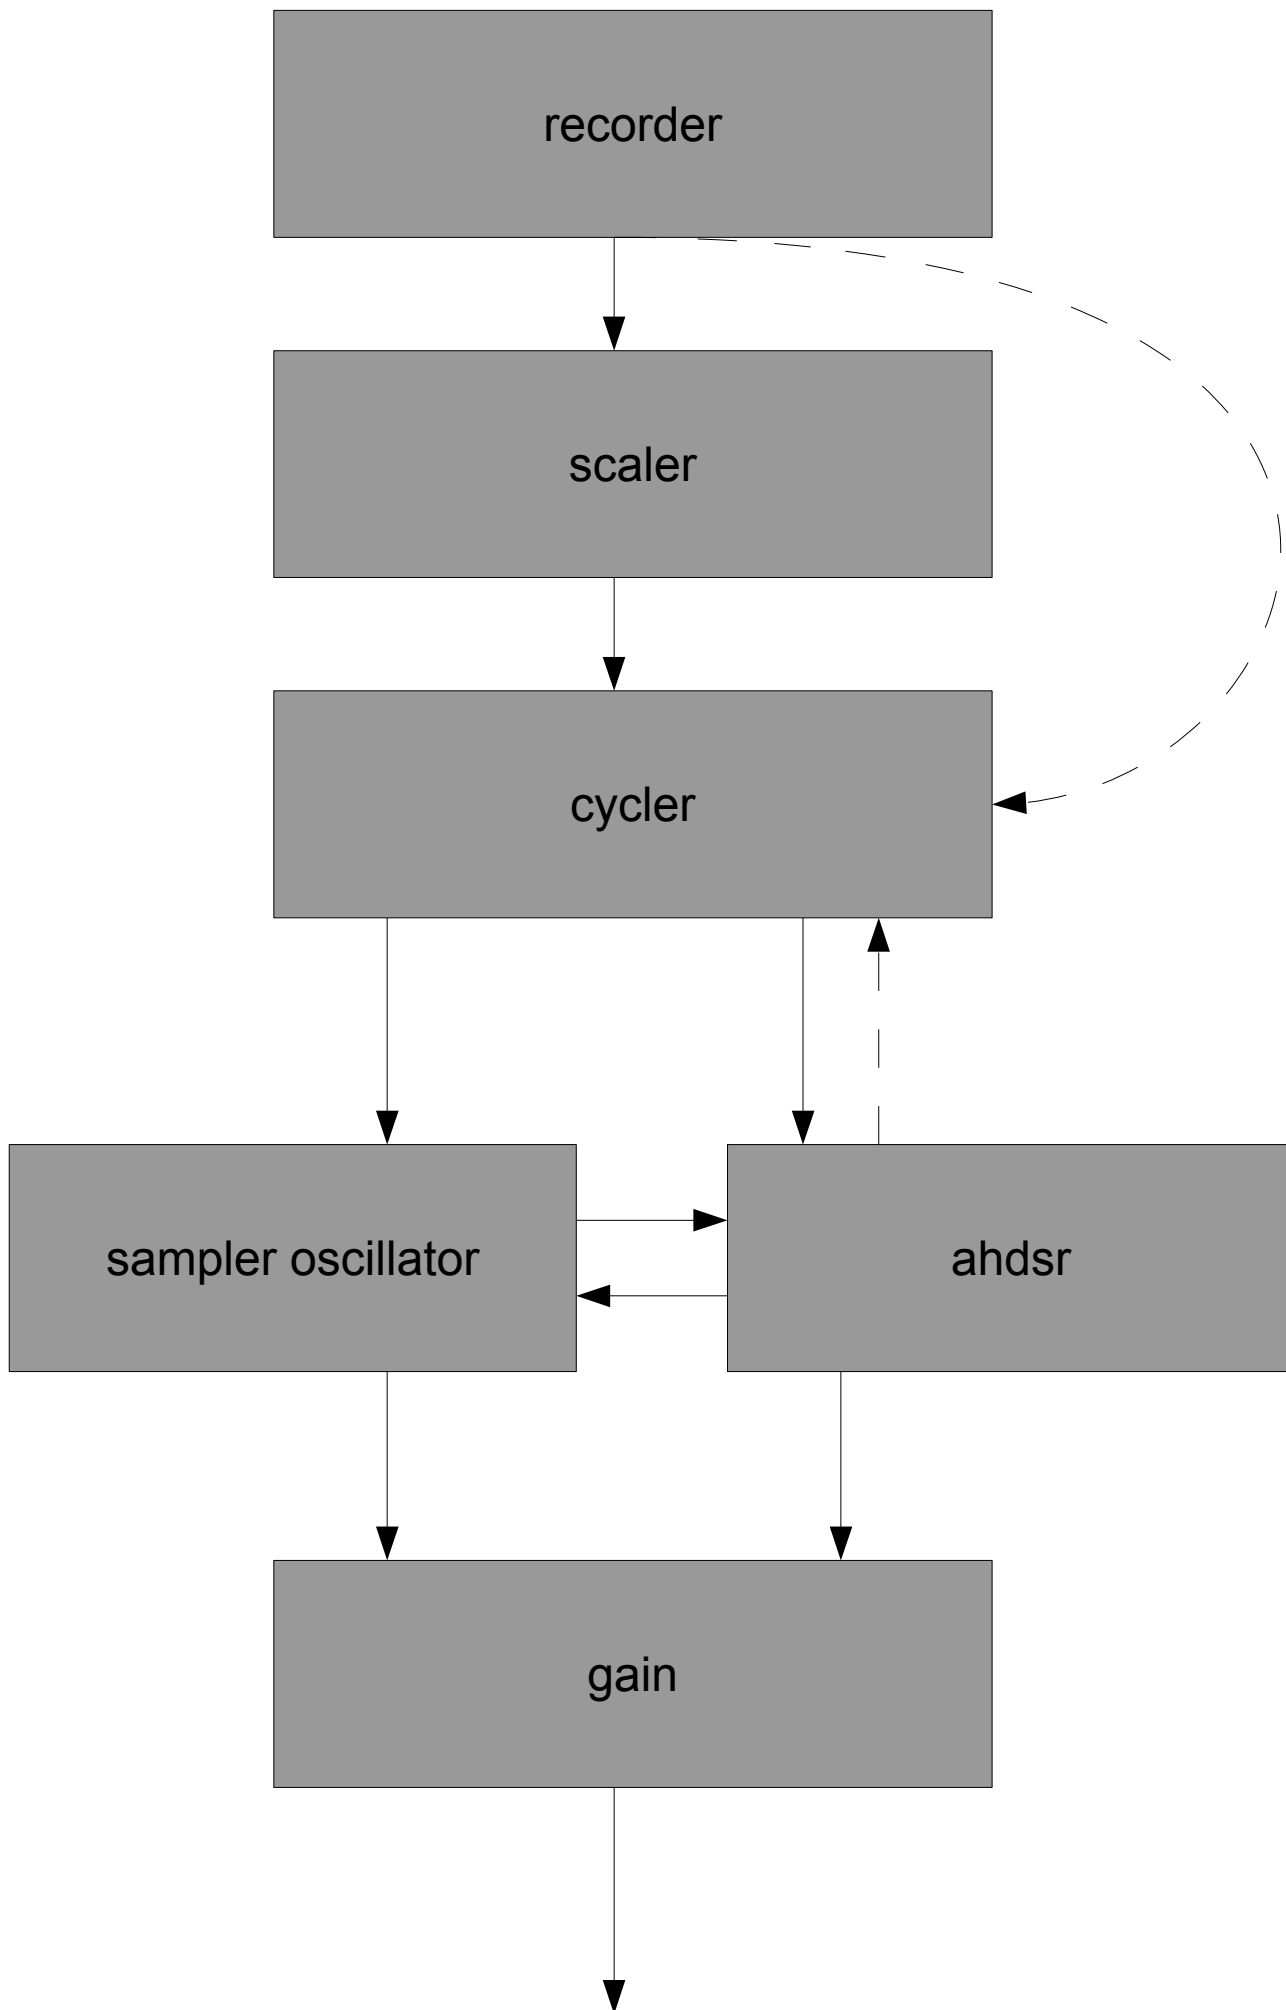 recorder
scaler
cycler
sampler oscillator
ahdsr
gain